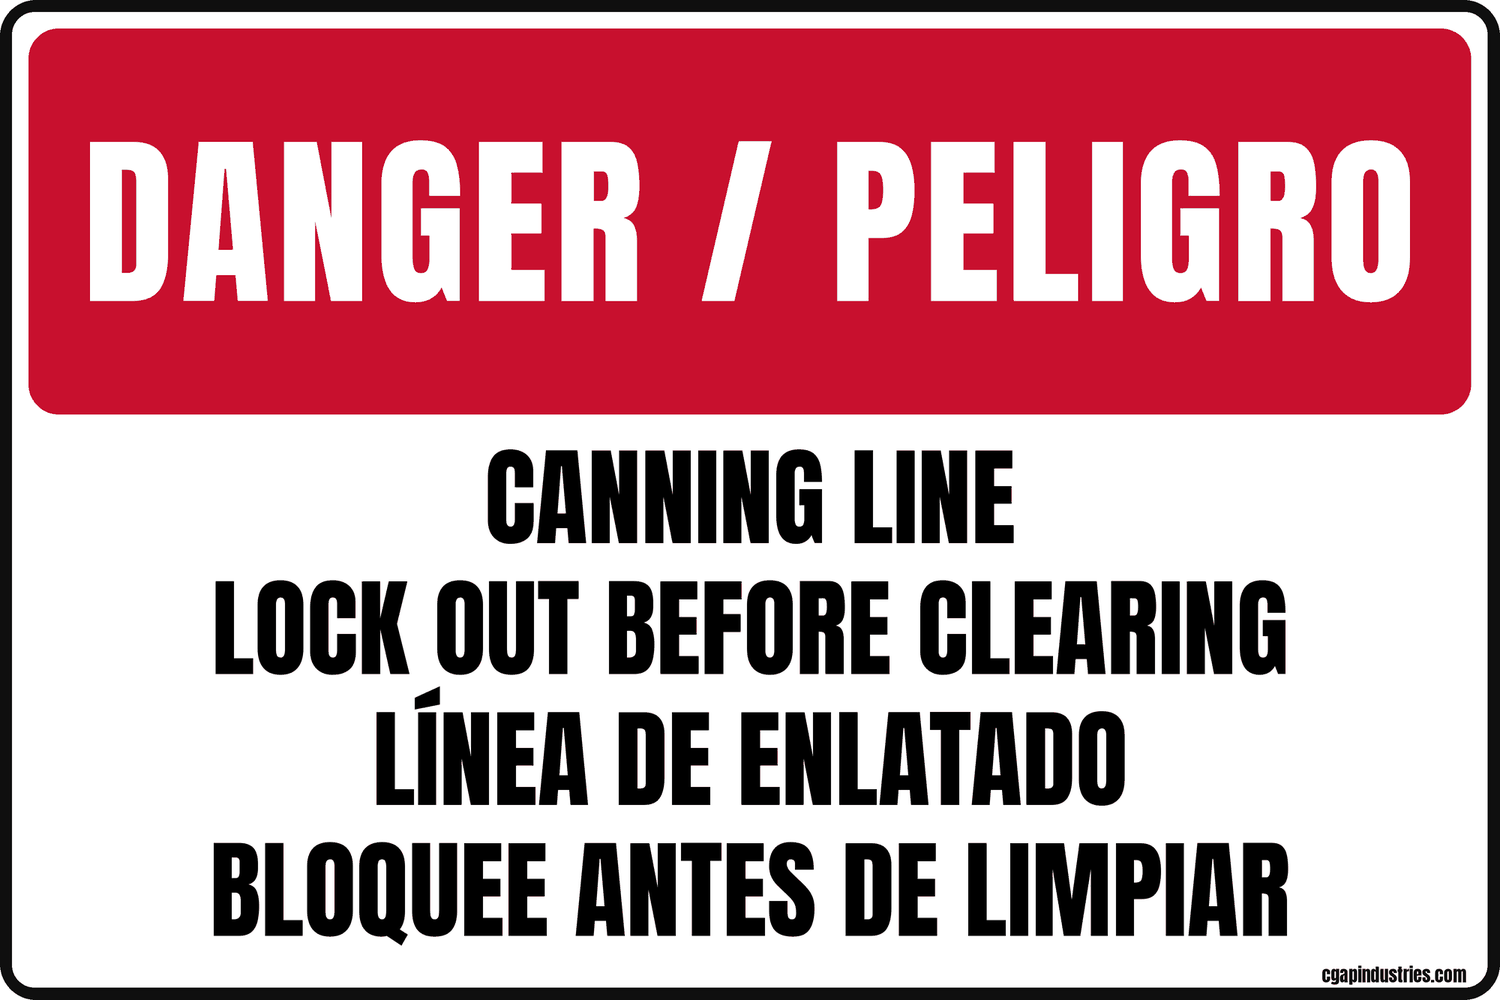 DANGER / PELIGRO
CANNING LINE
LOCK OUT BEFORE CLEARING
LÍNEA DE ENLATADO
BLOQUEE ANTES DE LIMPIAR
cgapindustries.com